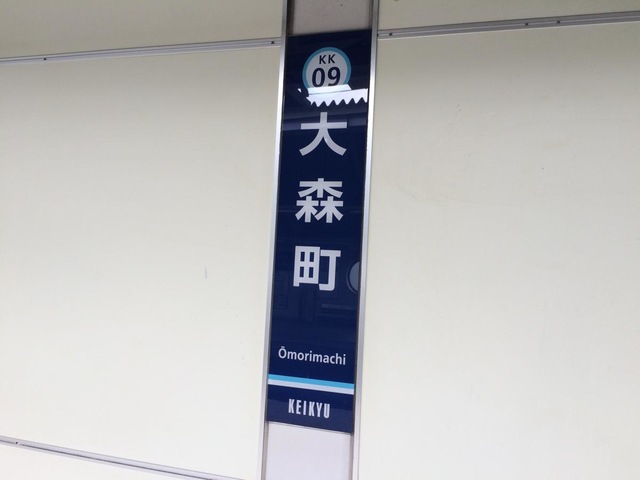 KK
09
大森町
Ōmorimachi
KEIKYU